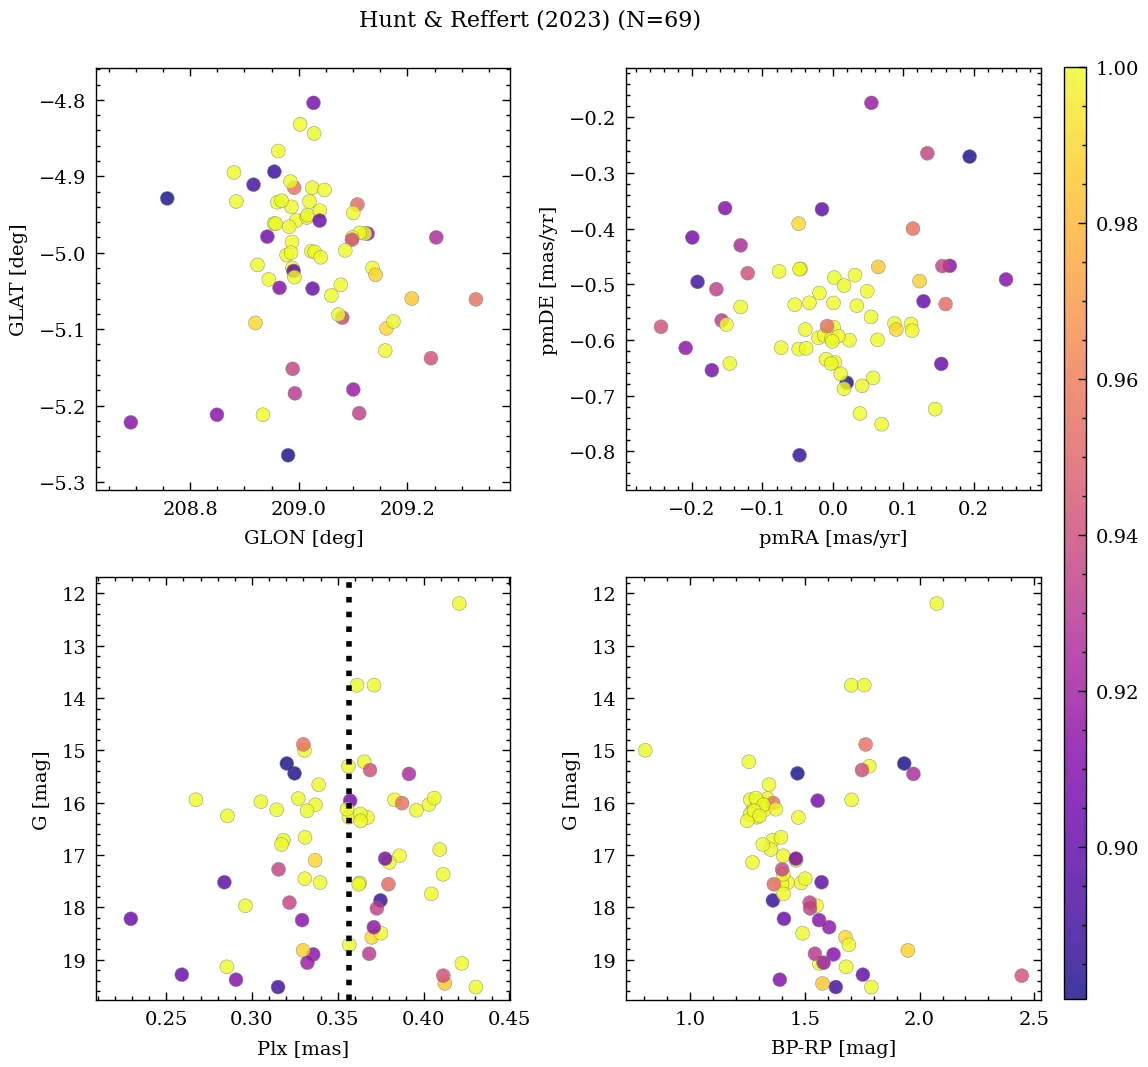 Hunt & Reffert (2023) (N=69)
−4.8
−4.9
−5.0
−5.1
−5.2
−5.3
GLAT [deg]
208.8 209.0 209.2
GLON [deg]
−0.2
−0.3
−0.4
−0.5
−0.6
−0.7
−0.8
pmDE [mas/yr]
−0.2 −0.1 0.0 0.1 0.2
pmRA [mas/yr]
12
13
14
15
16
17
18
19
G [mag]
0.25 0.30 0.35 0.40 0.45
Plx [mas]
12
13
14
15
16
17
18
19
G [mag]
1.0 1.5 2.0 2.5
BP-RP [mag]
1.00
0.98
0.96
0.94
0.92
0.90